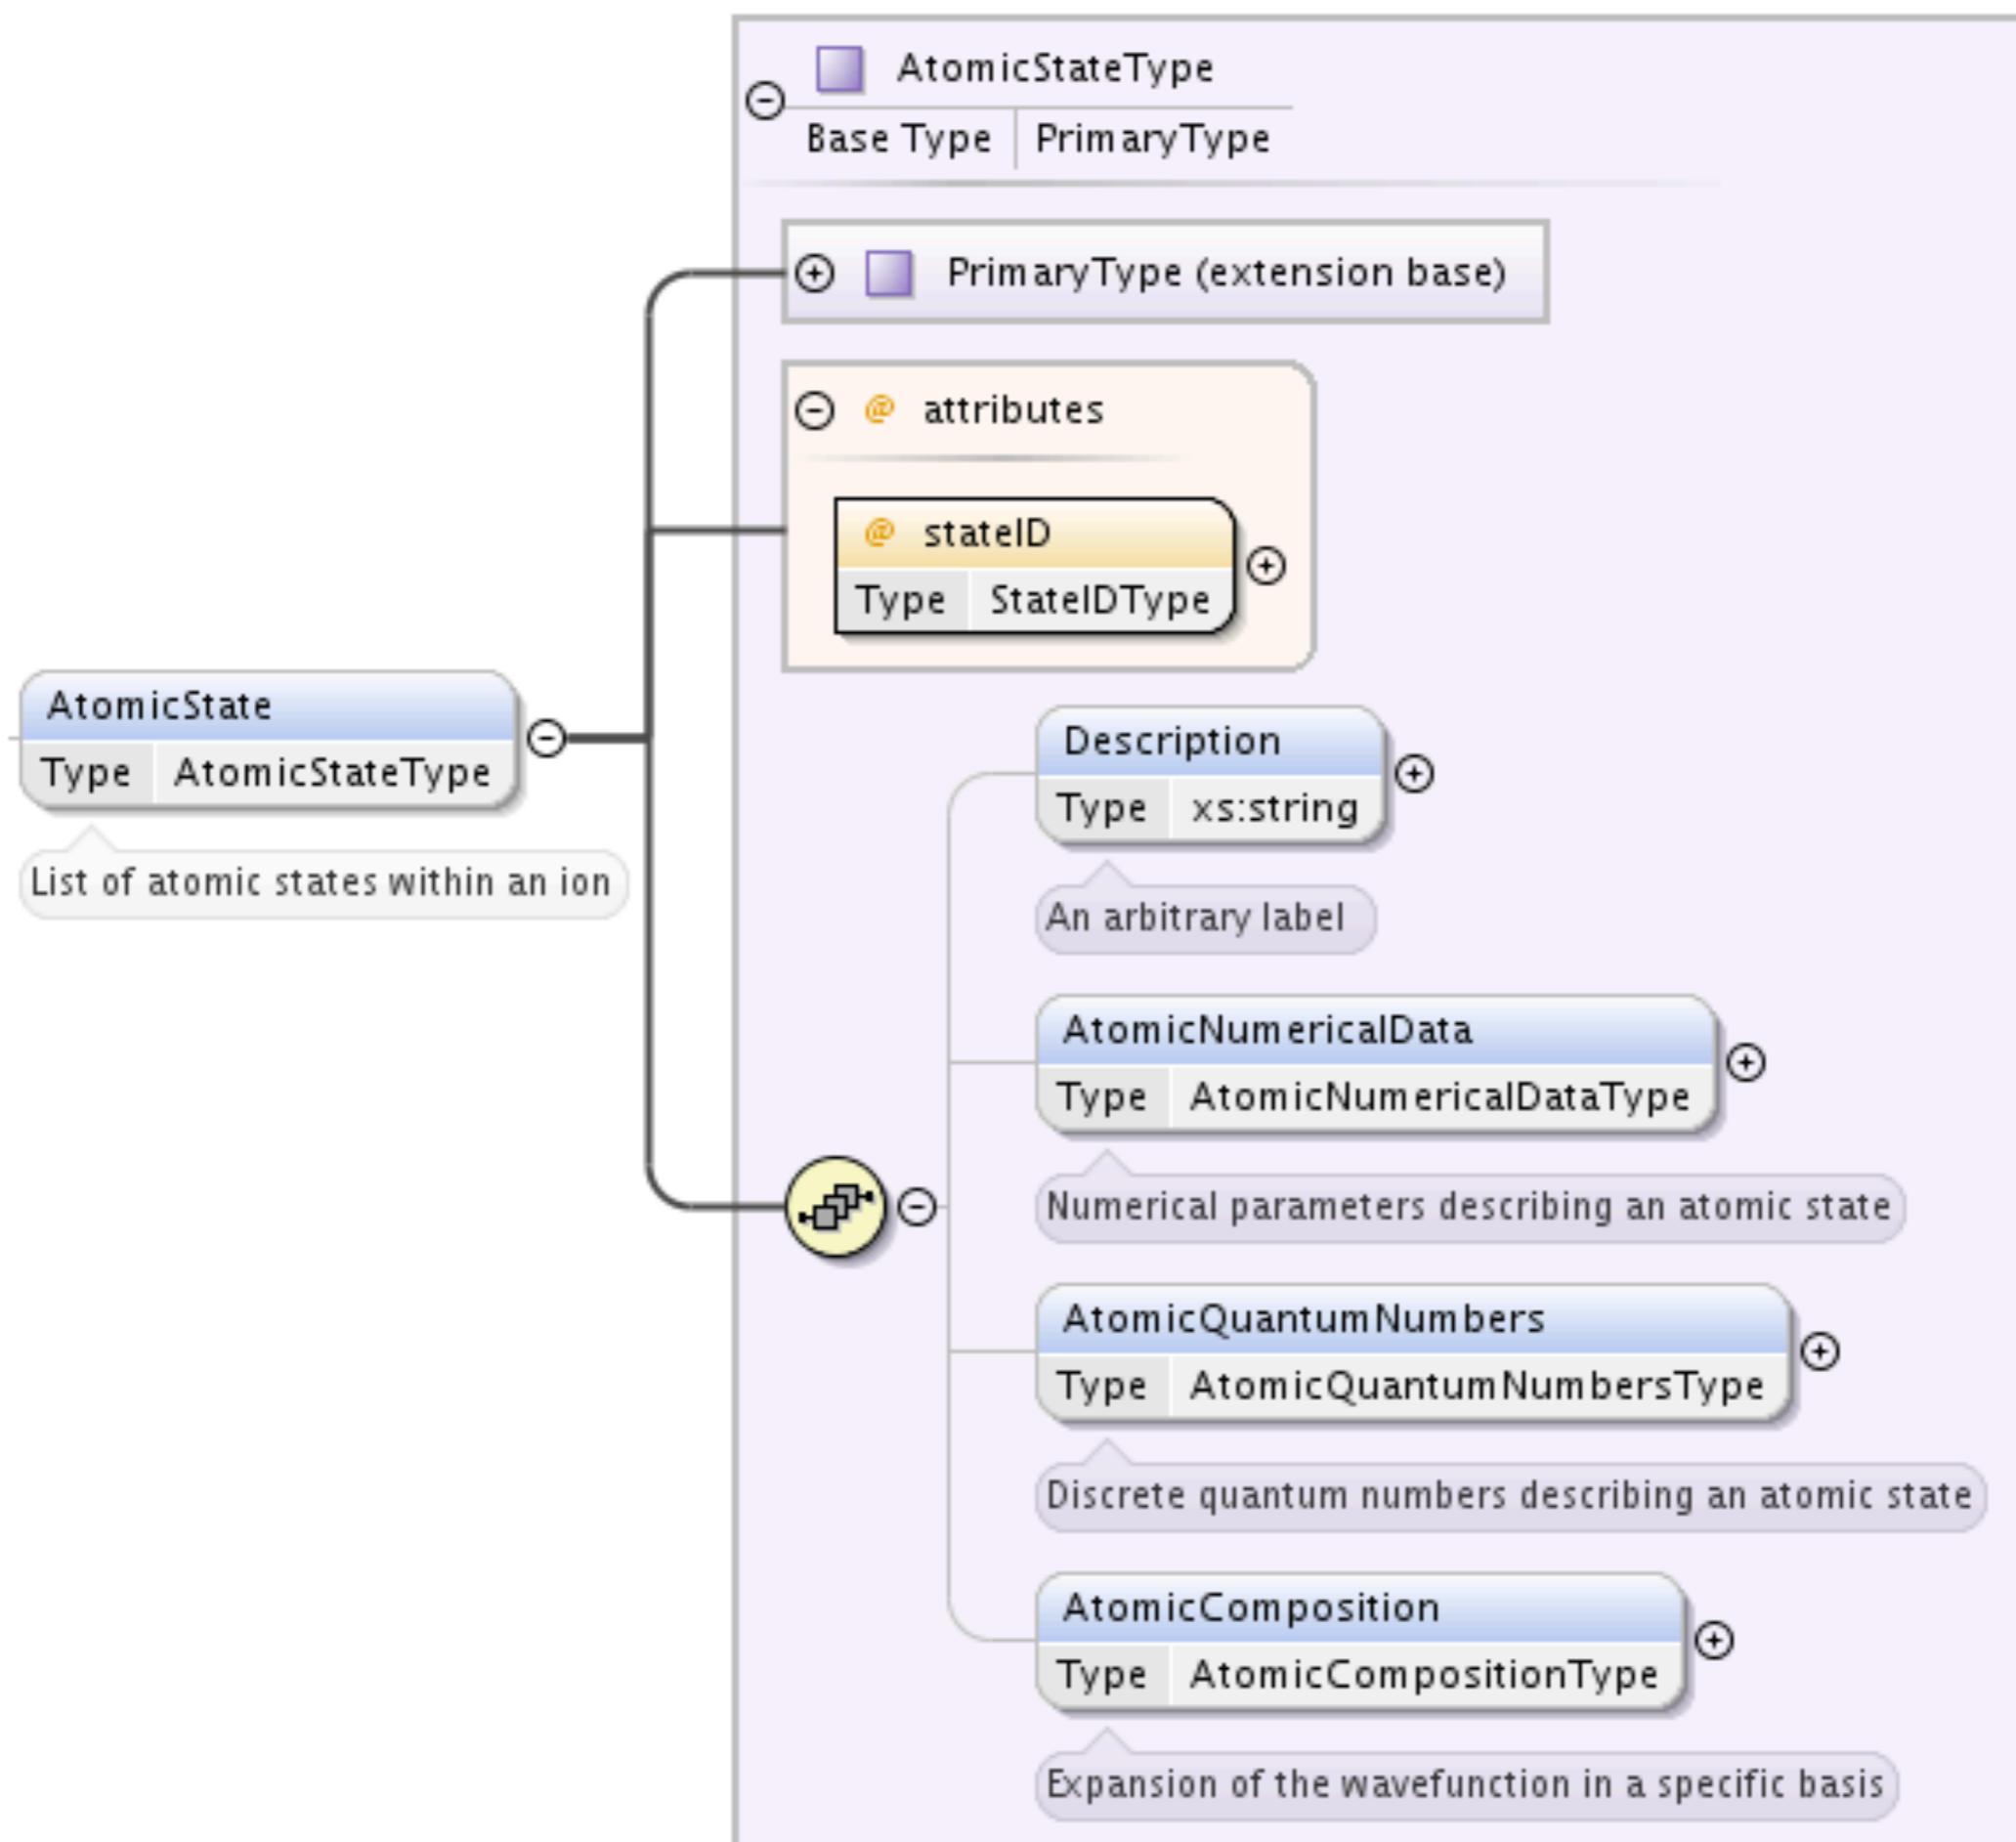 AtomicStateType
Base Type PrimaryType
PrimaryType (extension base)
@ attributes
@ stateID
Type StateIDType
AtomicState
Type AtomicStateType
List of atomic states within an ion
Description
Type xs:string
An arbitrary label
AtomicNumericalData
Type AtomicNumericalDataType
Numerical parameters describing an atomic state
AtomicQuantumNumbers
Type AtomicQuantumNumbersType
Discrete quantum numbers describing an atomic state
AtomicComposition
Type AtomicCompositionType
Expansion of the wavefunction in a specific basis